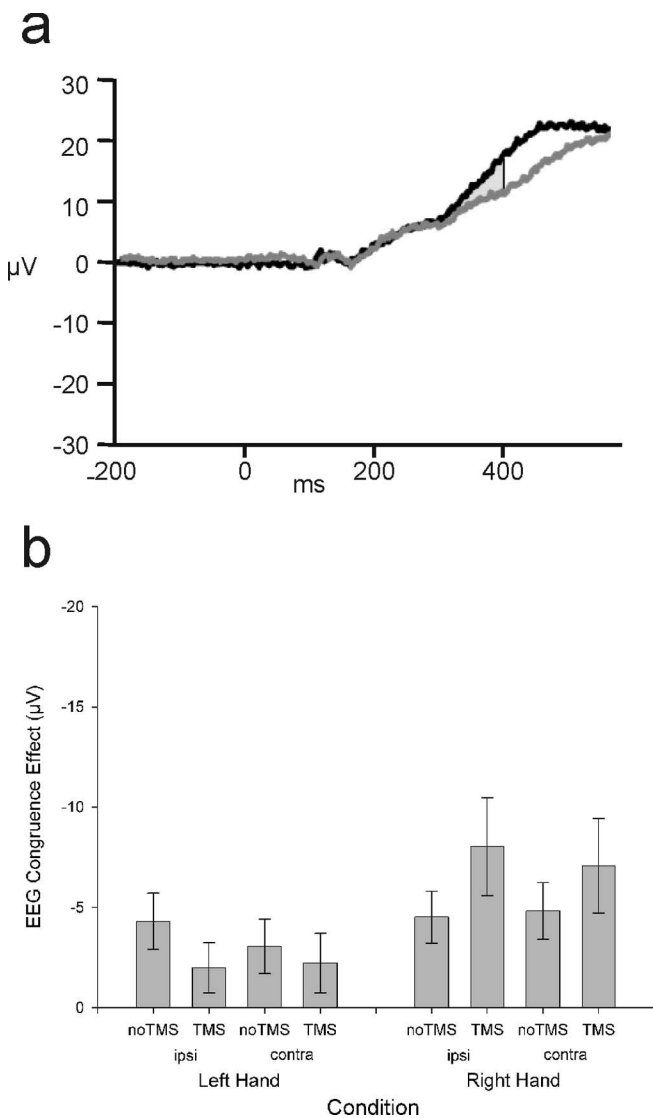 a
30
20
10
0
μV
-10
-20
-30
-200 0 200 400
ms
b
-20
-15
-10
-5
0
EEG Congruence Effect (μV)
noTMS TMS noTMS TMS noTMS TMS noTMS TMS
ipsi contra ipsi contra
Left Hand Right Hand
Condition